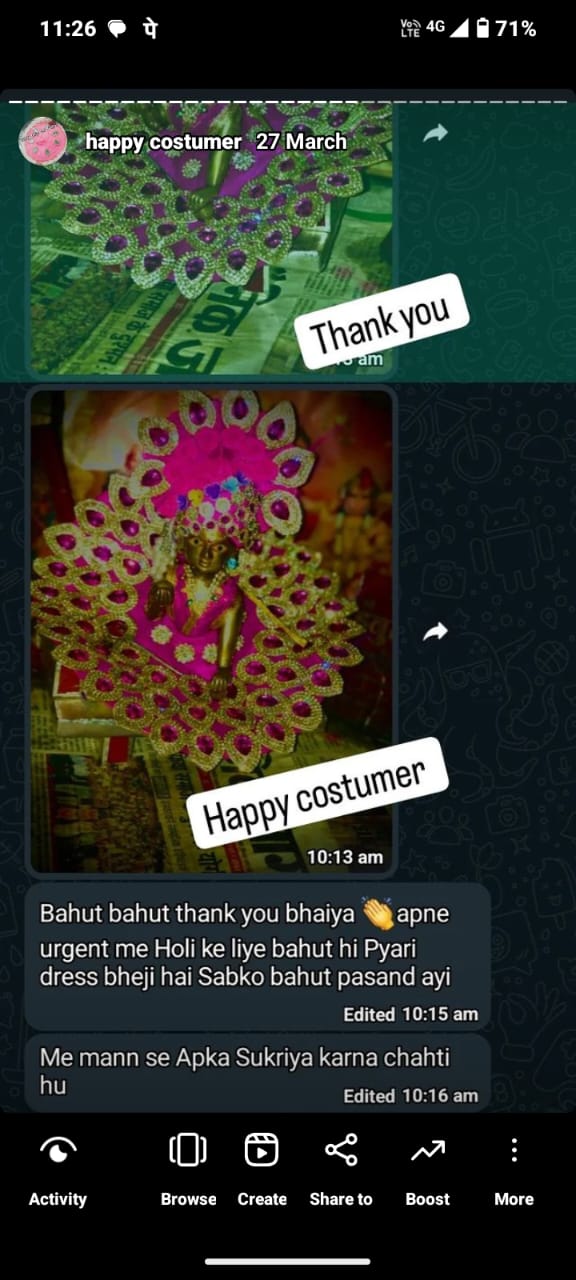 11:26 पे Vo) LTE 4G 71%
happy costumer 27 March
Thank you
am
Happy costumer
10:13 am
Bahut bahut thank you bhaiya 👏apne
urgent me Holi ke liye bahut hi Pyari
dress bheji hai Sabko bahut pasand ayi
Edited 10:15 am
Me mann se Apka Sukriya karna chahti
hu
Edited 10:16 am
Activity Browse Create Share to Boost More